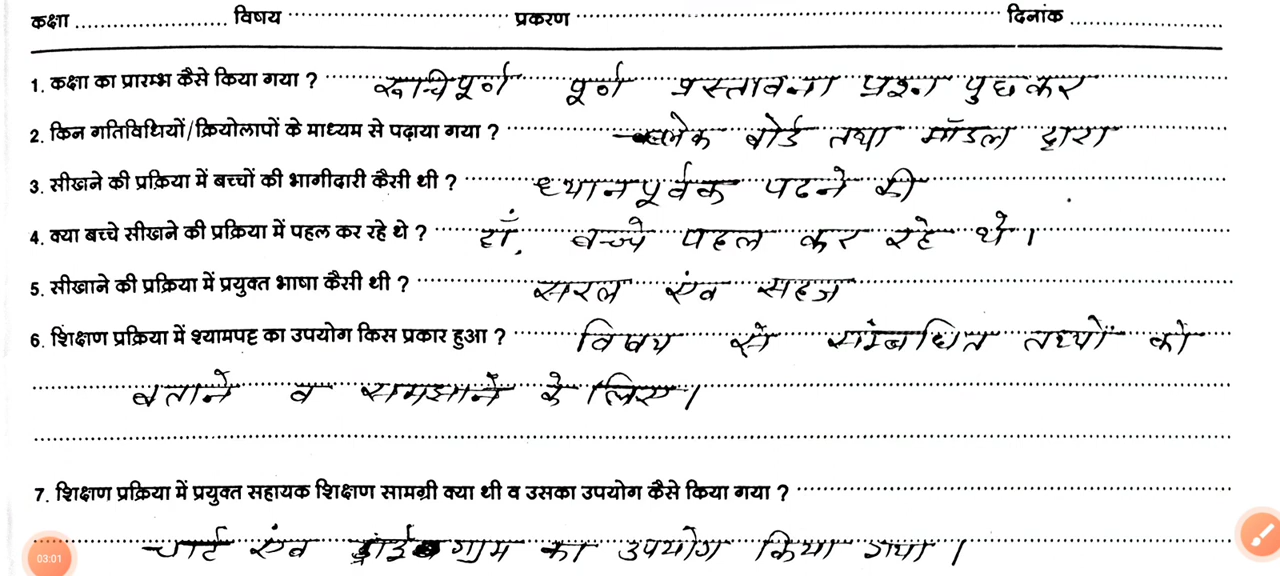 कक्षा ........................ विषय ........................ प्रकरण ........................ दिनांक ........................
1. कक्षा का प्रारम्भ कैसे किया गया ? रूचिपूर्ण पूर्ण प्रस्तावना प्रश्न पुछकर
2. किन गतिविधियों/क्रियोलापों के माध्यम से पढ़ाया गया ? ब्लेक बोर्ड तथा मॉडल द्वारा
3. सीखने की प्रक्रिया में बच्चों की भागीदारी कैसी थी ? ध्यानपूर्वक पढने की
4. क्या बच्चे सीखने की प्रक्रिया में पहल कर रहे थे ? हाँ, बच्चे पहल कर रहे थे।
5. सीखाने की प्रक्रिया में प्रयुक्त भाषा कैसी थी ? सरल एंव सहज
6. शिक्षण प्रक्रिया में श्यामपट्ट का उपयोग किस प्रकार हुआ ? विषय से संम्बधित तथ्यों को
बताने व समझाने के लिए।
7. शिक्षण प्रक्रिया में प्रयुक्त सहायक शिक्षण सामग्री क्या थी व उसका उपयोग कैसे किया गया ?
चार्ट एंव डाईग्राम का उपयोग किया गया ।
03:01